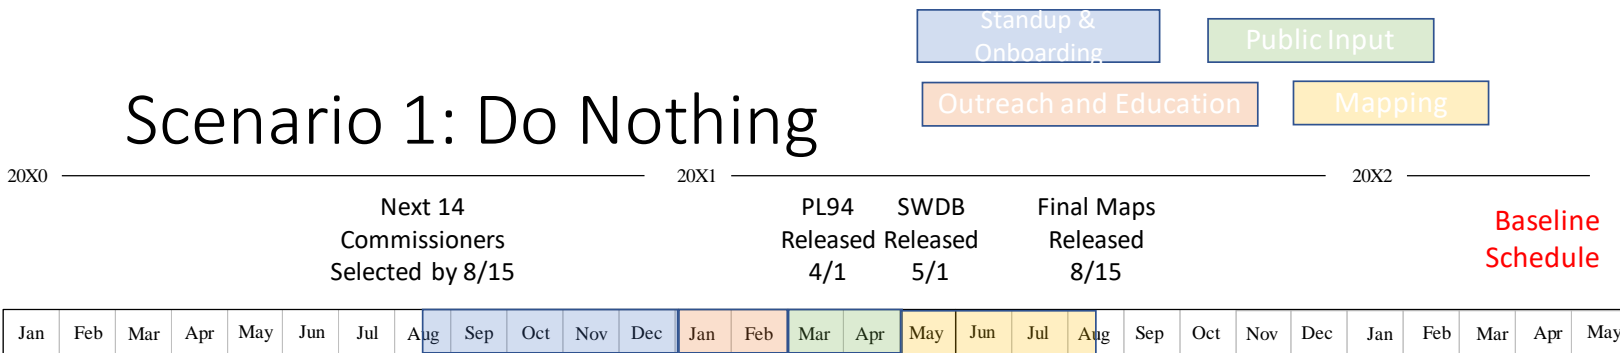 Standup &
Onboarding
Public Input
Outreach and Education
Mapping
Scenario 1: Do Nothing
20X0
20X1
20X2
Next 14
Commissioners
Selected by 8/15
PL94
Released
4/1
SWDB
Released
5/1
Final Maps
Released
8/15
Baseline
Schedule
Jan Feb Mar Apr May Jun Jul Aug Sep Oct Nov Dec Jan Feb Mar Apr May Jun Jul Aug Sep Oct Nov Dec Jan Feb Mar Apr May